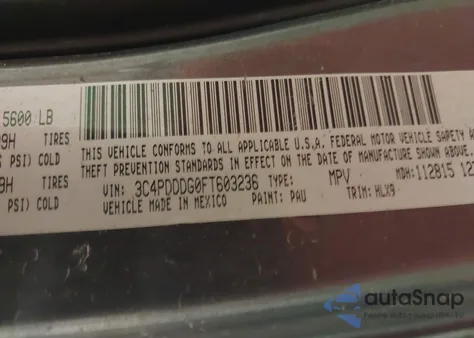 5600 LB
TIRES
PSI) COLD
TIRES
PSI) COLD
THIS VEHICLE CONFORMS TO ALL APPLICABLE U.S.A. FEDERAL MOTOR VEHICLE SAFETY
THEFT PREVENTION STANDARDS IN EFFECT ON THE DATE OF MANUFACTURE SHOWN ABOVE
VIN: 3C4PDDDG0FT603236 TYPE: MPV MDH: 112815
VEHICLE MADE IN MEXICO PAINT: PAU TRIM: HLX9
autoSnap